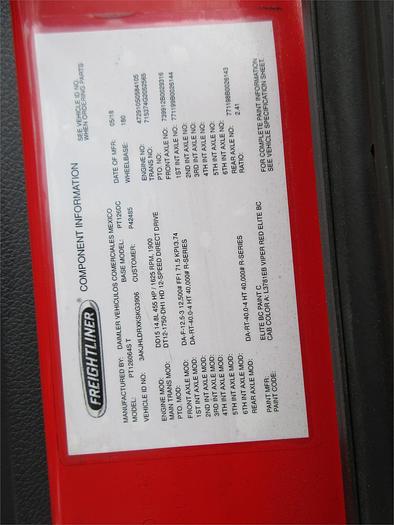 FREIGHTLINER
COMPONENT INFORMATION
SEE VEHICLE ID NO.
WHEN ORDERING PARTS
MANUFACTURED BY: DAIMLER VEHICULOS COMERCIALES MEXICO
MODEL: PT126064S T BASE MODEL: PT126DC DATE OF MFR: 05/18
VEHICLE ID NO: P42485 WHEELBASE: 180
ENGINE MOD: DD15 14.8L 455 HP / 1625 RPM, 1900 ENGINE NO:
MAIN TRANS MOD: DT12-1750-DH1 HD 12-SPEED DIRECT DRIVE TRANS NO:
PTO. MOD: PTO. NO:
FRONT AXLE MOD: DA-F-12.5-3 12,500# FF1 71.5 KPI/3.74 FRONT AXLE NO: 739912B0029316
1ST INT AXLE MOD: DA-RT-40.0-4 HT 40,000# R-SERIES 1ST INT AXLE NO: 771199B0026144
2ND INT AXLE MOD: 2ND INT AXLE NO:
3RD INT AXLE MOD: 3RD INT AXLE NO:
4TH INT AXLE MOD: 4TH INT AXLE NO:
5TH INT AXLE MOD: 5TH INT AXLE NO:
6TH INT AXLE MOD: 6TH INT AXLE NO:
REAR AXLE MOD: DA-RT-40.0-4 HT 40,000# R-SERIES REAR AXLE NO: 771198B0026143
RATIO: 2.41
PAINT MFR: ELITE BC PAINT C FOR COMPLETE PAINT INFORMATION
PAINT CODE: CAB COLOR A: L3781EB VIPER RED ELITE BC SEE VEHICLE SPECIFICATION SHEET.